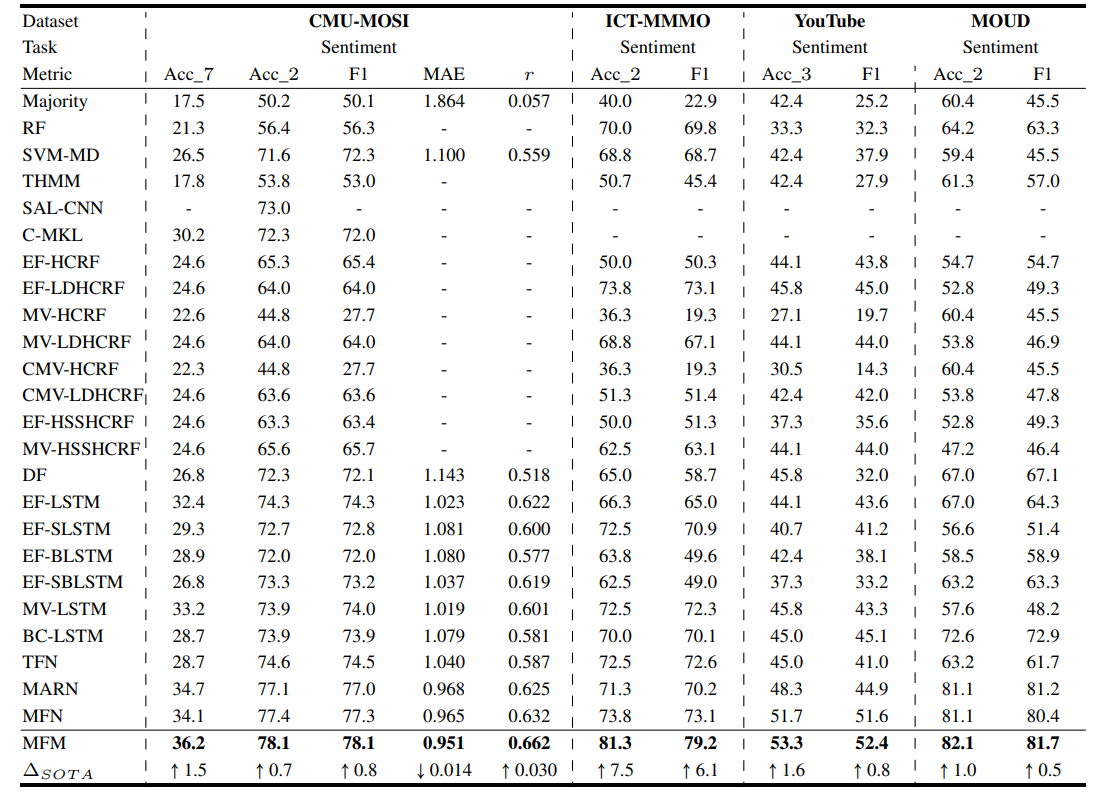 Dataset CMU-MOSI ICT-MMMO YouTube MOUD
Task Sentiment Sentiment Sentiment Sentiment
Metric Acc_7 Acc_2 F1 MAE r Acc_2 F1 Acc_3 F1 Acc_2 F1
Majority 17.5 50.2 50.1 1.864 0.057 40.0 22.9 42.4 25.2 60.4 45.5
RF 21.3 56.4 56.3 - - 70.0 69.8 33.3 32.3 64.2 63.3
SVM-MD 26.5 71.6 72.3 1.100 0.559 68.8 68.7 42.4 37.9 59.4 45.5
THMM 17.8 53.8 53.0 - 50.7 45.4 42.4 27.9 61.3 57.0
SAL-CNN - 73.0 - - - - - - - - -
C-MKL 30.2 72.3 72.0 - - - - - - - -
EF-HCRF 24.6 65.3 65.4 - - 50.0 50.3 44.1 43.8 54.7 54.7
EF-LDHCRF 24.6 64.0 64.0 - - 73.8 73.1 45.8 45.0 52.8 49.3
MV-HCRF 22.6 44.8 27.7 - - 36.3 19.3 27.1 19.7 60.4 45.5
MV-LDHCRF 24.6 64.0 64.0 - - 68.8 67.1 44.1 44.0 53.8 46.9
CMV-HCRF 22.3 44.8 27.7 - - 36.3 19.3 30.5 14.3 60.4 45.5
CMV-LDHCRF 24.6 63.6 63.6 - - 51.3 51.4 42.4 42.0 53.8 47.8
EF-HSSHCRF 24.6 63.3 63.4 - - 50.0 51.3 37.3 35.6 52.8 49.3
MV-HSSHCRF 24.6 65.6 65.7 - - 62.5 63.1 44.1 44.0 47.2 46.4
DF 26.8 72.3 72.1 1.143 0.518 65.0 58.7 45.8 32.0 67.0 67.1
EF-LSTM 32.4 74.3 74.3 1.023 0.622 66.3 65.0 44.1 43.6 67.0 64.3
EF-SLSTM 29.3 72.7 72.8 1.081 0.600 72.5 70.9 40.7 41.2 56.6 51.4
EF-BLSTM 28.9 72.0 72.0 1.080 0.577 63.8 49.6 42.4 38.1 58.5 58.9
EF-SBLSTM 26.8 73.3 73.2 1.037 0.619 62.5 49.0 37.3 33.2 63.2 63.3
MV-LSTM 33.2 73.9 74.0 1.019 0.601 72.5 72.3 45.8 43.3 57.6 48.2
BC-LSTM 28.7 73.9 73.9 1.079 0.581 70.0 70.1 45.0 45.1 72.6 72.9
TFN 28.7 74.6 74.5 1.040 0.587 72.5 72.6 45.0 41.0 63.2 61.7
MARN 34.7 77.1 77.0 0.968 0.625 71.3 70.2 48.3 44.9 81.1 81.2
MFN 34.1 77.4 77.3 0.965 0.632 73.8 73.1 51.7 51.6 81.1 80.4
MFM 36.2 78.1 78.1 0.951 0.662 81.3 79.2 53.3 52.4 82.1 81.7
Δ SOTA ↑ 1.5 ↑ 0.7 ↑ 0.8 ↓ 0.014 ↑ 0.030 ↑ 7.5 ↑ 6.1 ↑ 1.6 ↑ 0.8 ↑ 1.0 ↑ 0.5